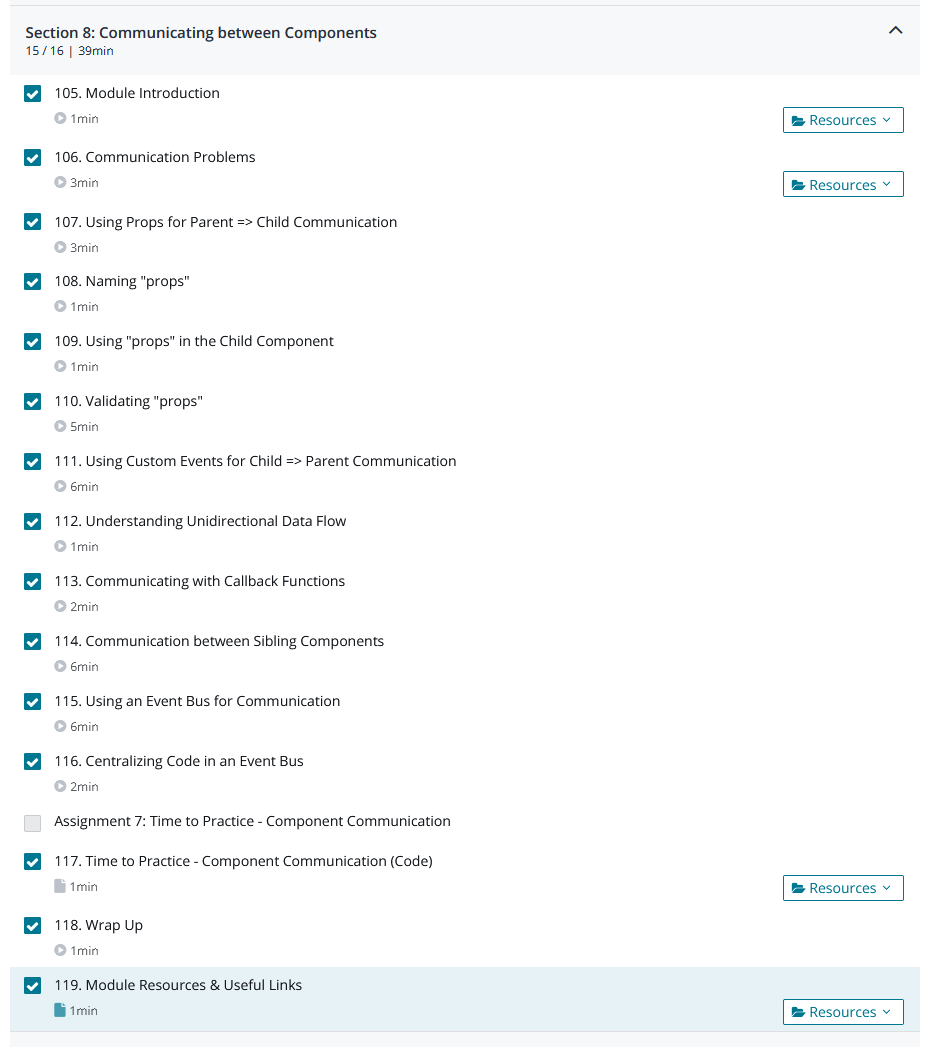 Section 8: Communicating between Components
15 / 16 | 39min
105. Module Introduction
1min
Resources
106. Communication Problems
3min
Resources
107. Using Props for Parent => Child Communication
3min
108. Naming "props"
1min
109. Using "props" in the Child Component
1min
110. Validating "props"
5min
111. Using Custom Events for Child => Parent Communication
6min
112. Understanding Unidirectional Data Flow
1min
113. Communicating with Callback Functions
2min
114. Communication between Sibling Components
6min
115. Using an Event Bus for Communication
6min
116. Centralizing Code in an Event Bus
2min
Assignment 7: Time to Practice - Component Communication
117. Time to Practice - Component Communication (Code)
1min
Resources
118. Wrap Up
1min
119. Module Resources & Useful Links
1min
Resources